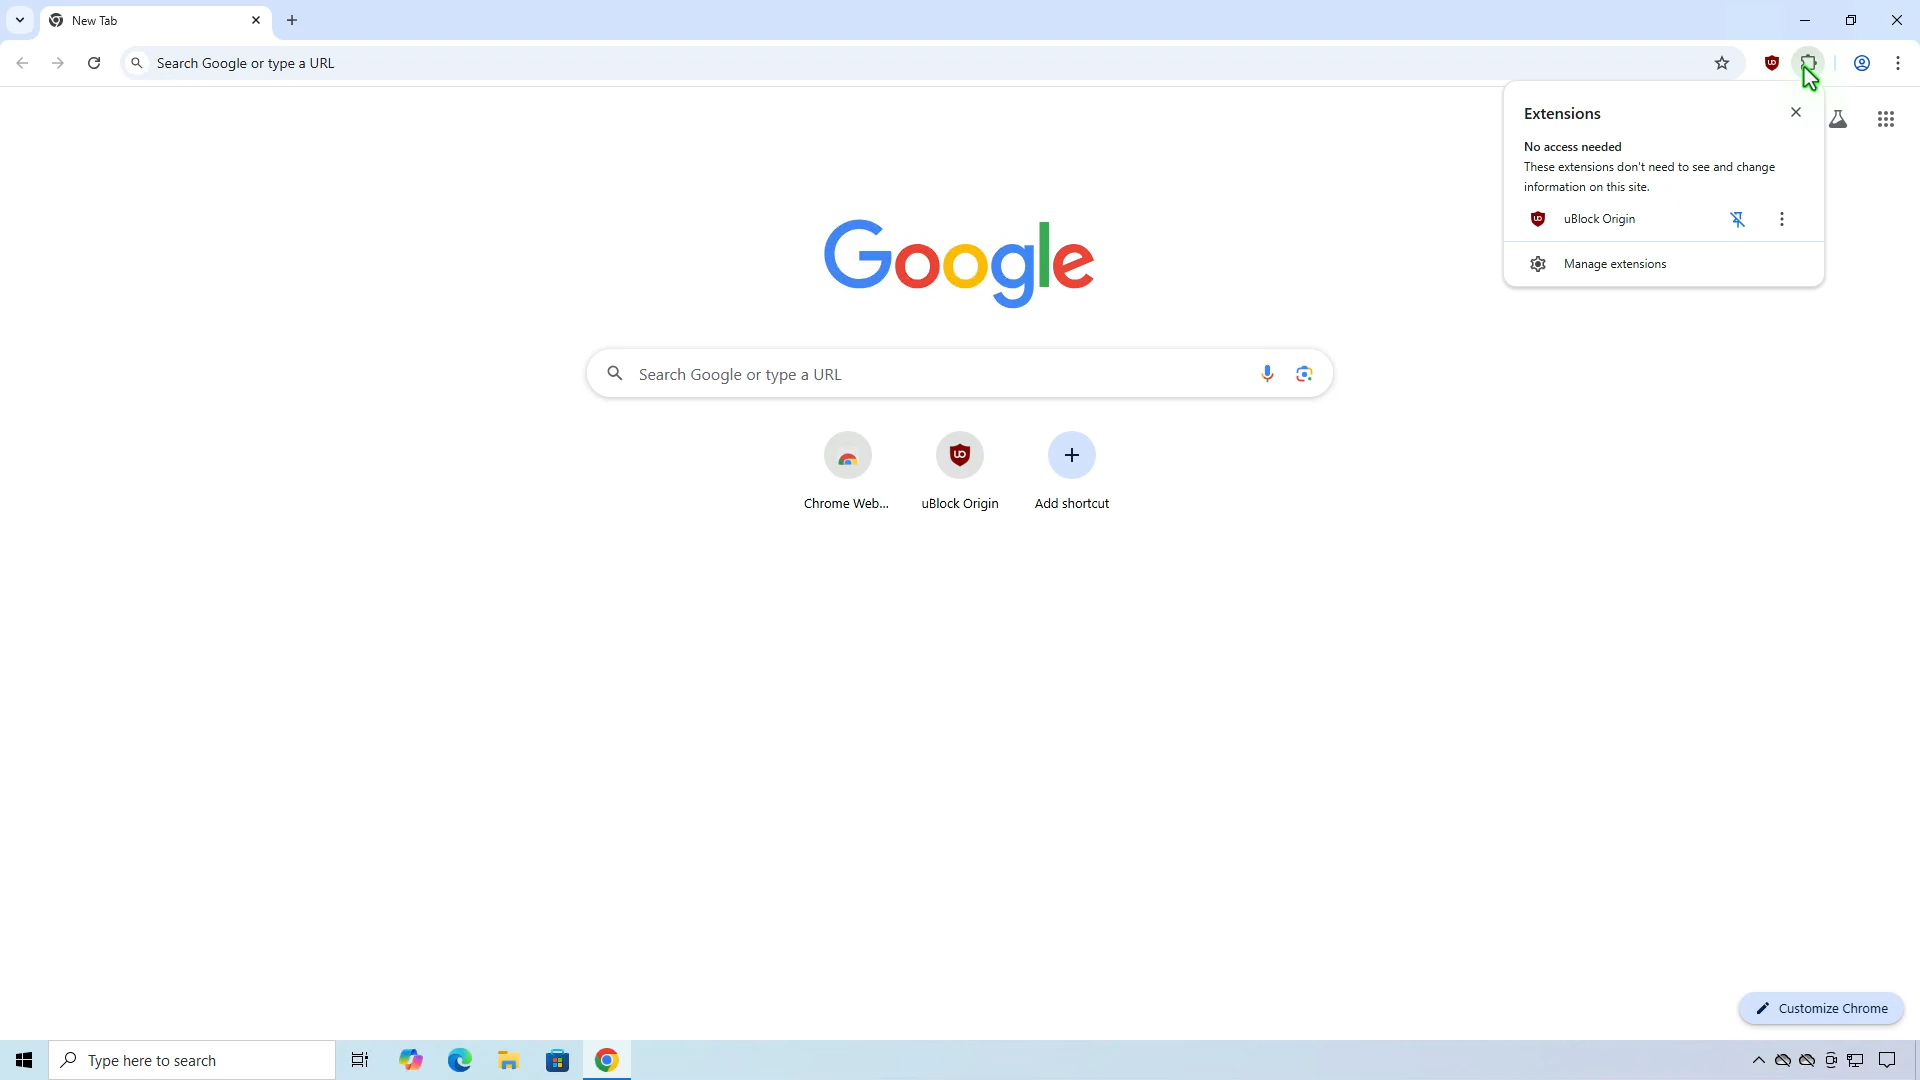 New Tab
Search Google or type a URL
Extensions
No access needed
These extensions don't need to see and change
information on this site.
uBlock Origin
Manage extensions
Google
Search Google or type a URL
Chrome Web...
uBlock Origin
Add shortcut
Customize Chrome
Type here to search